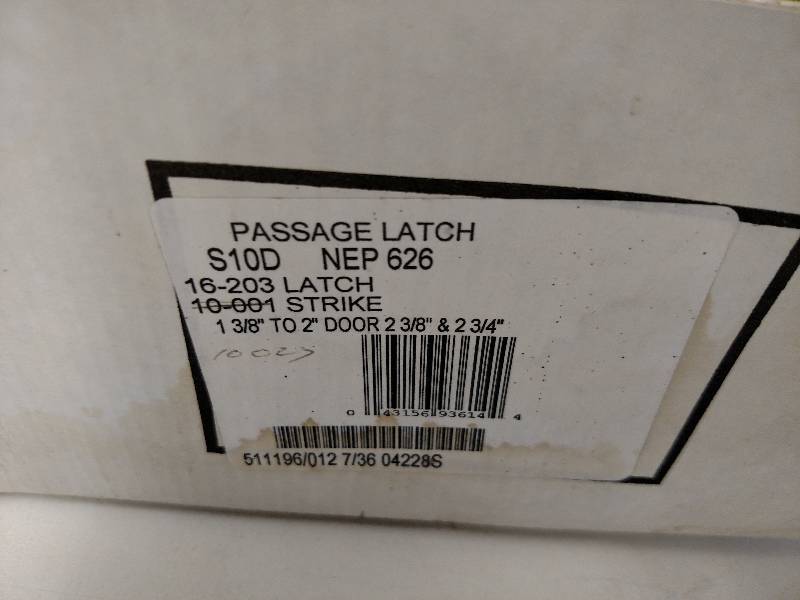 PASSAGE LATCH
S10D NEP 626
16-203 LATCH
10-001 STRIKE
1 3/8" TO 2" DOOR 2 3/8" & 2 3/4"
0 43156 93614 4
511196/012 7/36 04228S